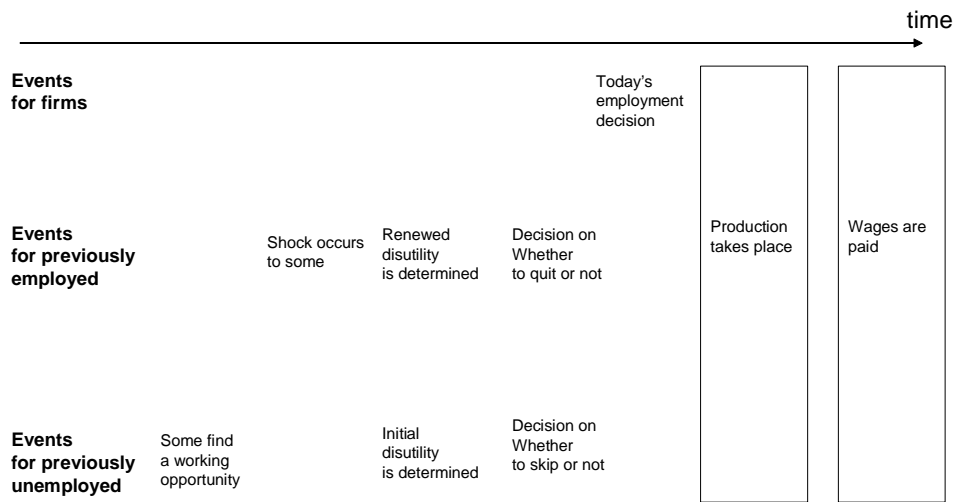 time
Events
for firms
Today's
employment
decision
Events
for previously
employed
Shock occurs
to some
Renewed
disutility
is determined
Decision on
Whether
to quit or not
Production
takes place
Wages are
paid
Events
for previously
unemployed
Some find
a working
opportunity
Initial
disutility
is determined
Decision on
Whether
to skip or not